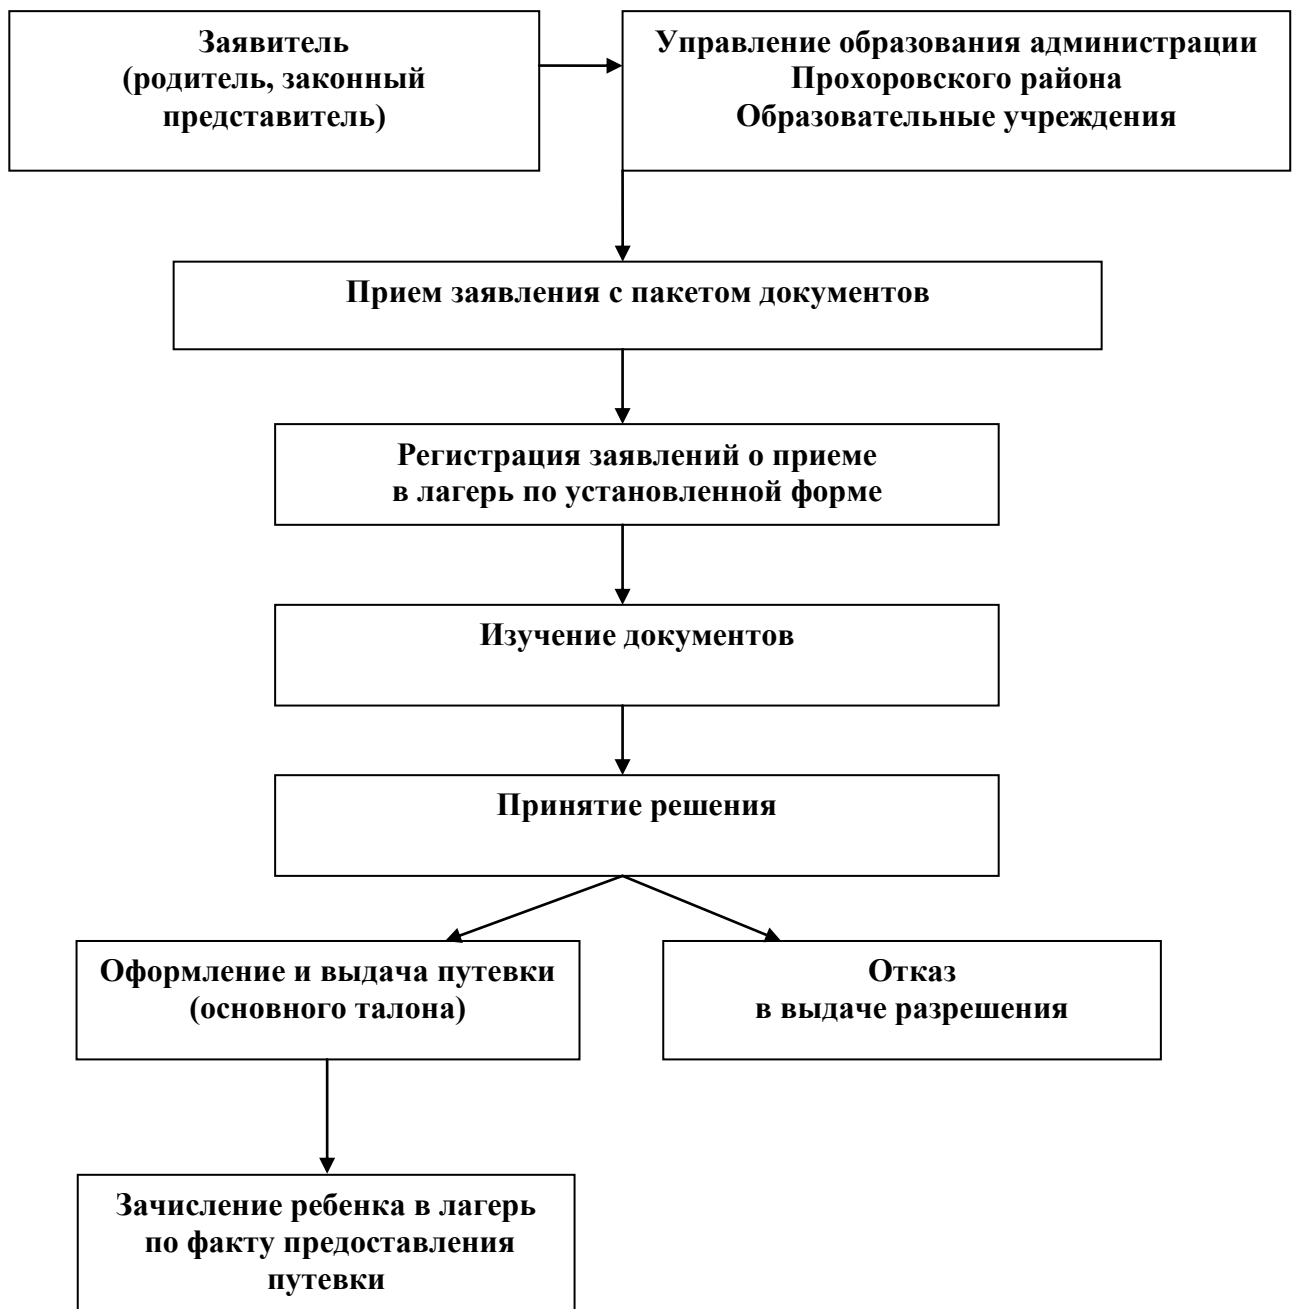 Заявитель
(родитель, законный
представитель)
Управление образования администрации
Прохоровского района
Образовательные учреждения
Прием заявления с пакетом документов
Регистрация заявлений о приеме
в лагерь по установленной форме
Изучение документов
Принятие решения
Оформление и выдача путевки
(основного талона)
Отказ
в выдаче разрешения
Зачисление ребенка в лагерь
по факту предоставления
путевки